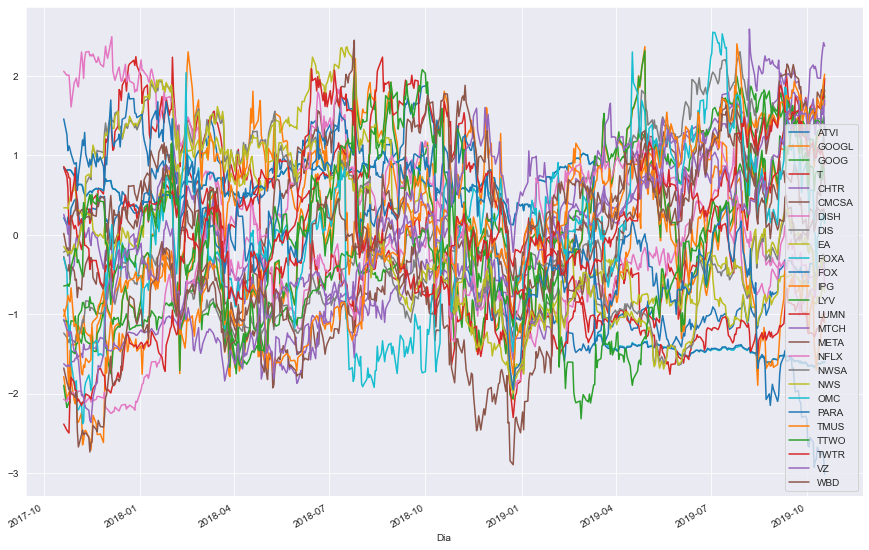 2
1
0
−1
−2
−3
2017-10
2018-01
2018-04
2018-07
2018-10
2019-01
2019-04
2019-07
2019-10
Dia
ATVI
GOOGL
GOOG
T
CHTR
CMCSA
DISH
DIS
EA
FOXA
FOX
IPG
LYV
LUMN
MTCH
META
NFLX
NWSA
NWS
OMC
PARA
TMUS
TTWO
TWTR
VZ
WBD